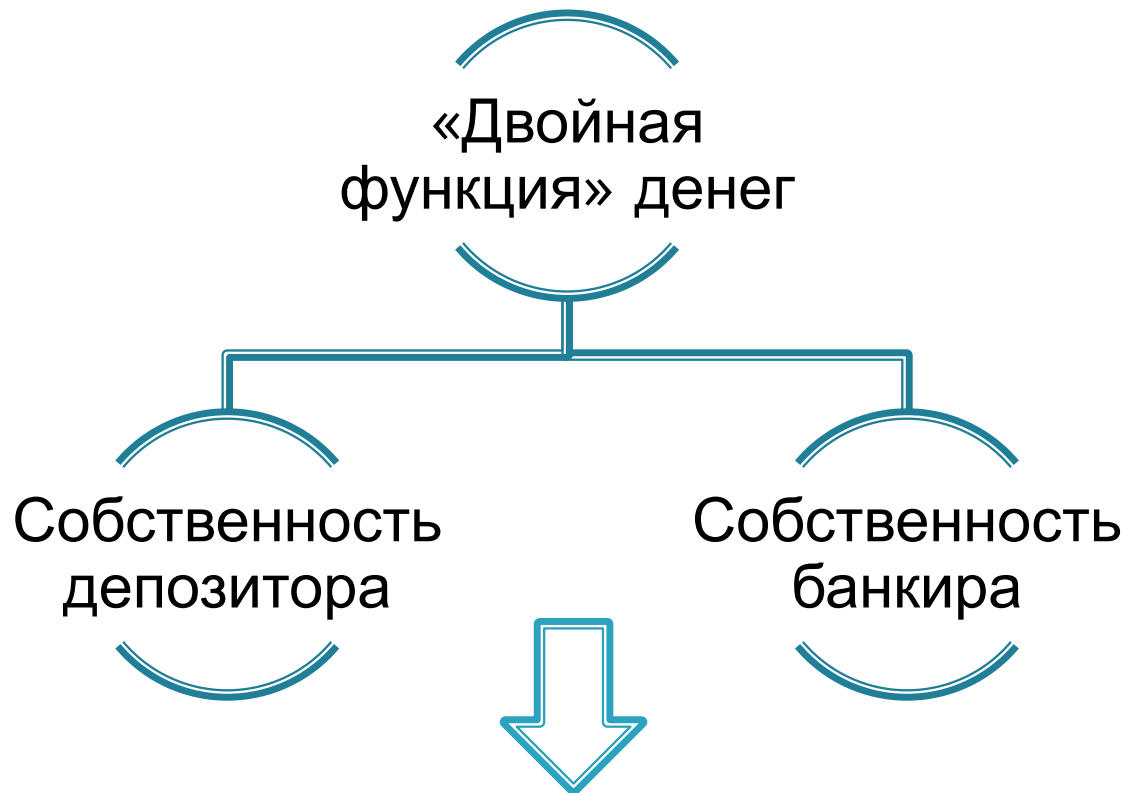 «Двойная
функция» денег
Собственность
депозитора
Собственность
банкира